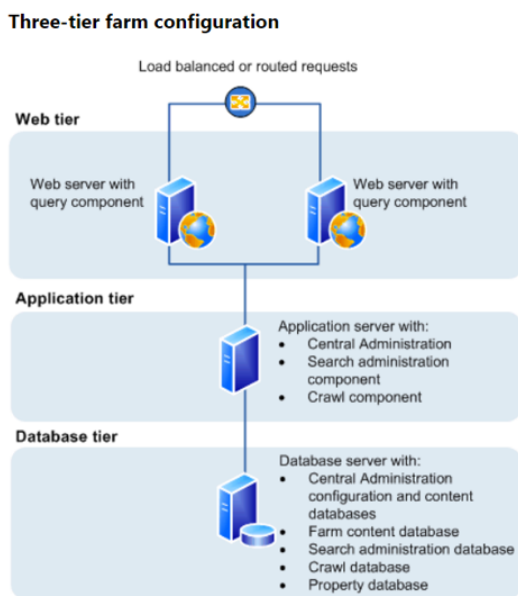 Three-tier farm configuration
Load balanced or routed requests
Web tier
Web server with
query component
Web server with
query component
Application tier
Application server with:
• Central Administration
• Search administration
component
• Crawl component
Database tier
Database server with:
• Central Administration
configuration and content
databases
• Farm content database
• Search administration database
• Crawl database
• Property database